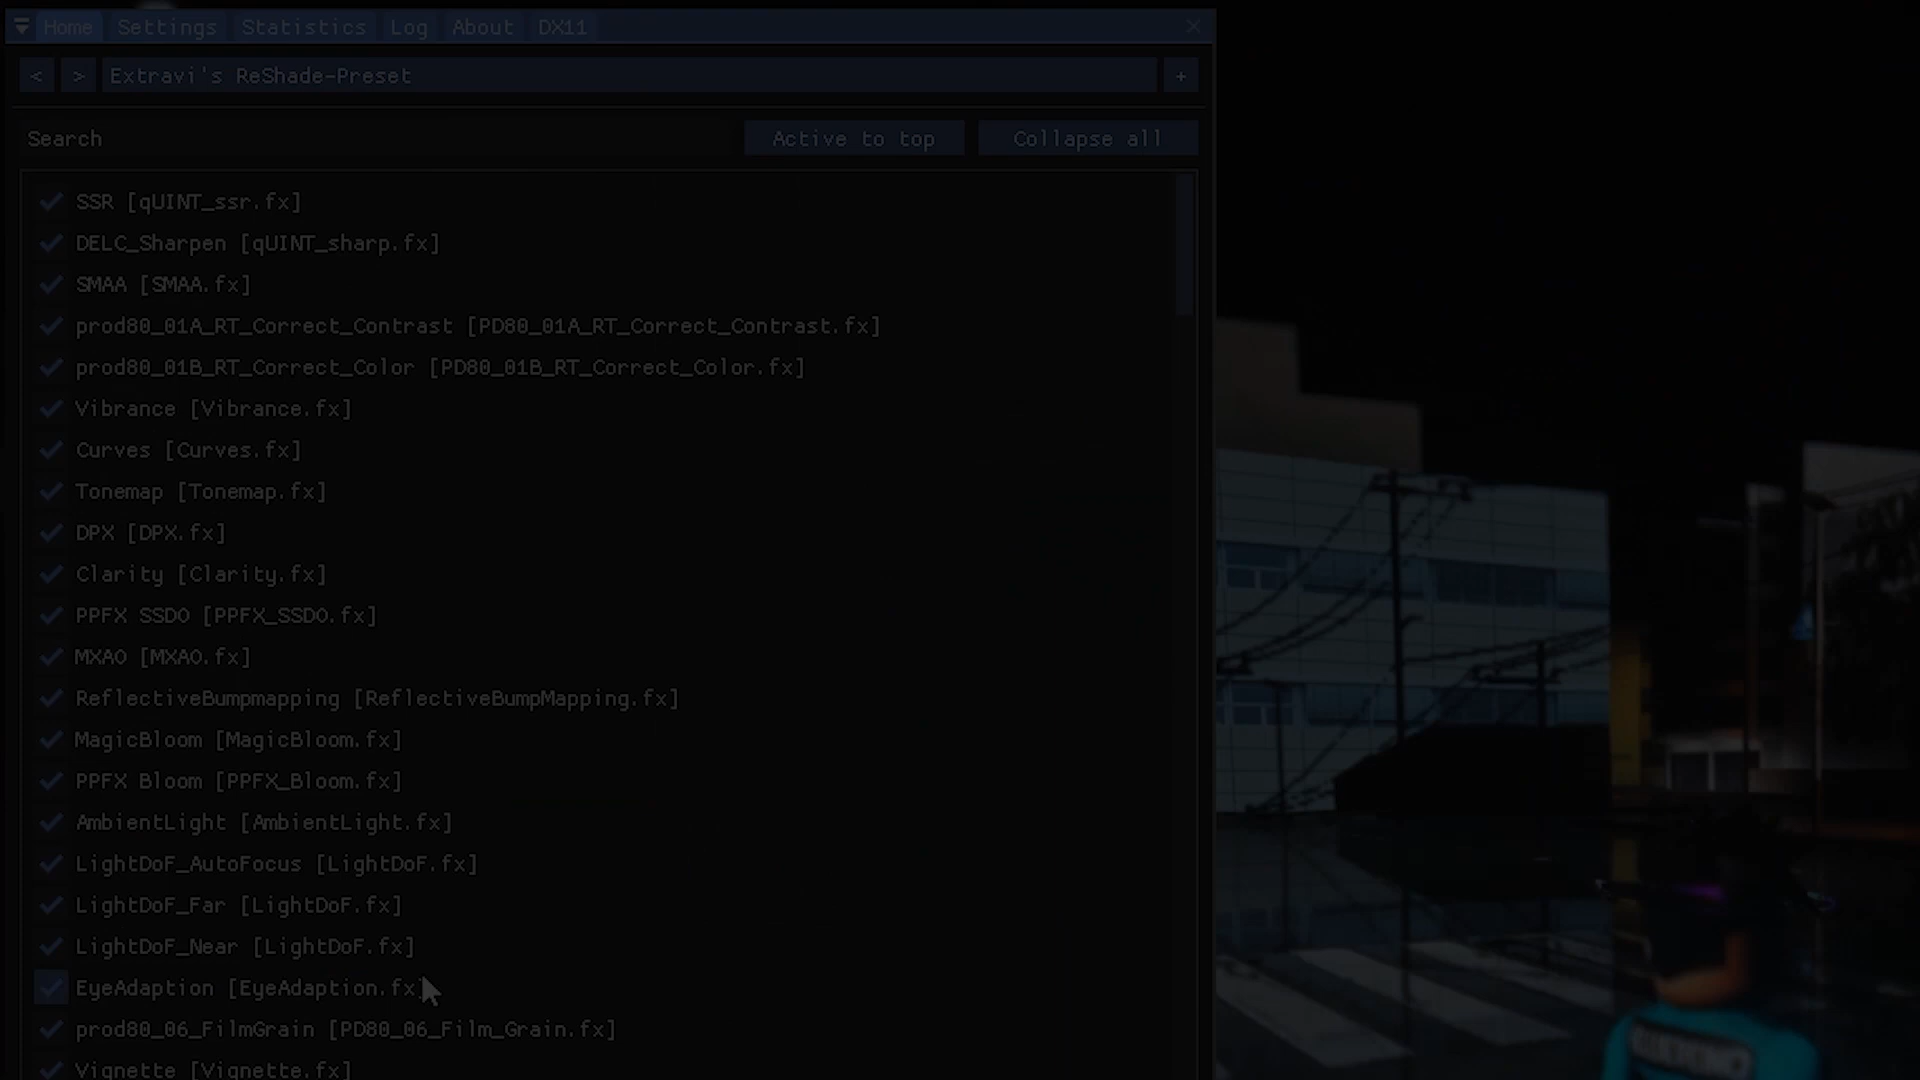 Home Settings Statistics Log About DX11
< > Extravi's ReShade-Preset +
Search Active to top Collapse all
SSR [qUINT_ssr.fx]
DELC_Sharpen [qUINT_sharp.fx]
SMAA [SMAA.fx]
prod80_01A_RT_Correct_Contrast [PD80_01A_RT_Correct_Contrast.fx]
prod80_01B_RT_Correct_Color [PD80_01B_RT_Correct_Color.fx]
Vibrance [Vibrance.fx]
Curves [Curves.fx]
Tonemap [Tonemap.fx]
DPX [DPX.fx]
Clarity [Clarity.fx]
PPFX SSDO [PPFX_SSDO.fx]
MXAO [MXAO.fx]
ReflectiveBumpmapping [ReflectiveBumpMapping.fx]
MagicBloom [MagicBloom.fx]
PPFX Bloom [PPFX_Bloom.fx]
AmbientLight [AmbientLight.fx]
LightDoF_AutoFocus [LightDoF.fx]
LightDoF_Far [LightDoF.fx]
LightDoF_Near [LightDoF.fx]
EyeAdaption [EyeAdaption.fx]
prod80_06_FilmGrain [PD80_06_Film_Grain.fx]
Vignette [Vignette.fx]